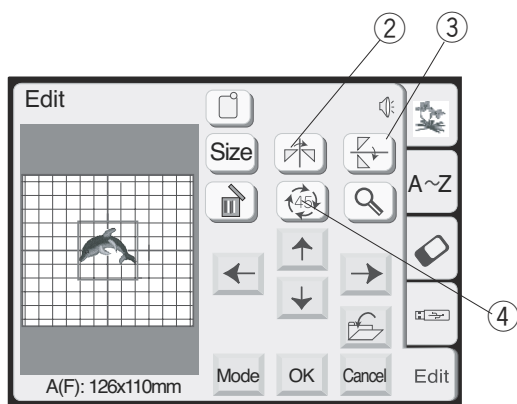 ② ③
Edit
Size
A~Z
45
④
A(F): 126x110mm
Mode OK Cancel Edit